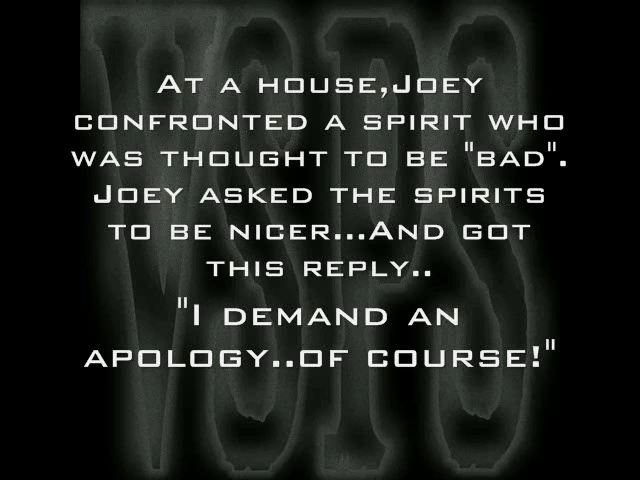 At a house,Joey
confronted a spirit who
was thought to be "bad".
Joey asked the spirits
to be nicer...And got
this reply..
"I demand an
apology..of course!"
VSPS